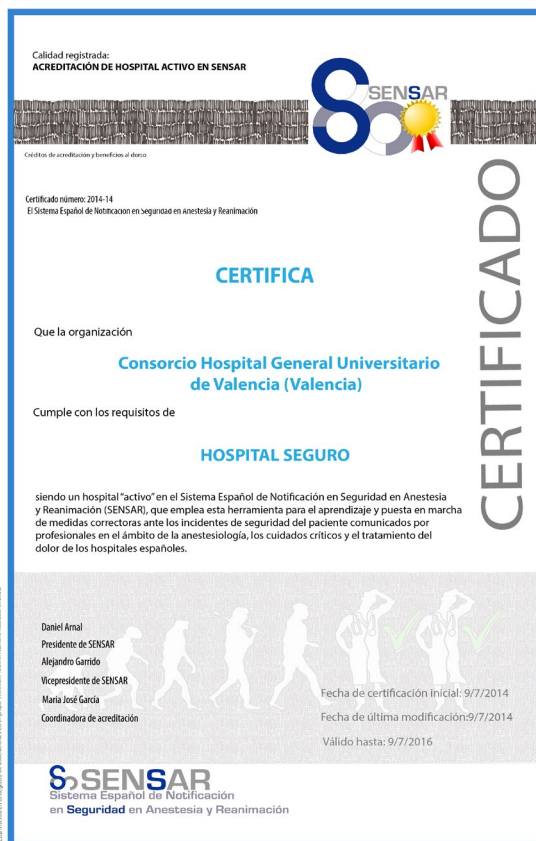 Calidad registrada:
ACREDITACIÓN DE HOSPITAL ACTIVO EN SENSAR
SENSAR
Créditos de acreditación y beneficios al dorso
Certificado número: 2014-14
El Sistema Español de Notificación en Seguridad en Anestesia y Reanimación
CERTIFICADO
CERTIFICA
Que la organización
Consorcio Hospital General Universitario
de Valencia (Valencia)
Cumple con los requisitos de
HOSPITAL SEGURO
siendo un hospital "activo" en el Sistema Español de Notificación en Seguridad en Anestesia
y Reanimación (SENSAR), que emplea esta herramienta para el aprendizaje y puesta en marcha
de medidas correctoras ante los incidentes de seguridad del paciente comunicados por
profesionales en el ámbito de la anestesiología, los cuidados críticos y el tratamiento del
dolor de los hospitales españoles.
Daniel Arnal
Presidente de SENSAR
Alejandro Garrido
Vicepresidente de SENSAR
Maria José García
Coordinadora de acreditación
Fecha de certificación inicial: 9/7/2014
Fecha de última modificación:9/7/2014
Válido hasta: 9/7/2016
SENSAR
Sistema Español de Notificación
en Seguridad en Anestesia y Reanimación